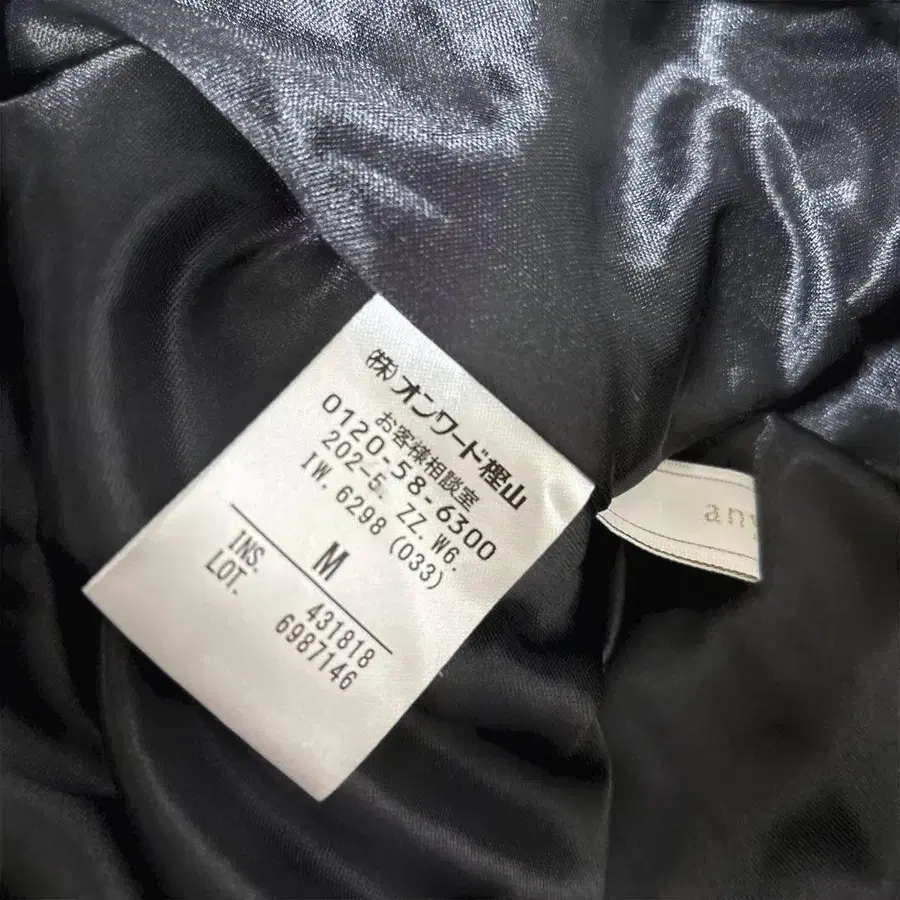 (株)オンワード樫山
お客様相談室
0120-58-6300
202-5. ZZ. W6.
IW. 6298 (033)
M
INS. 431818
LOT. 6987146
any